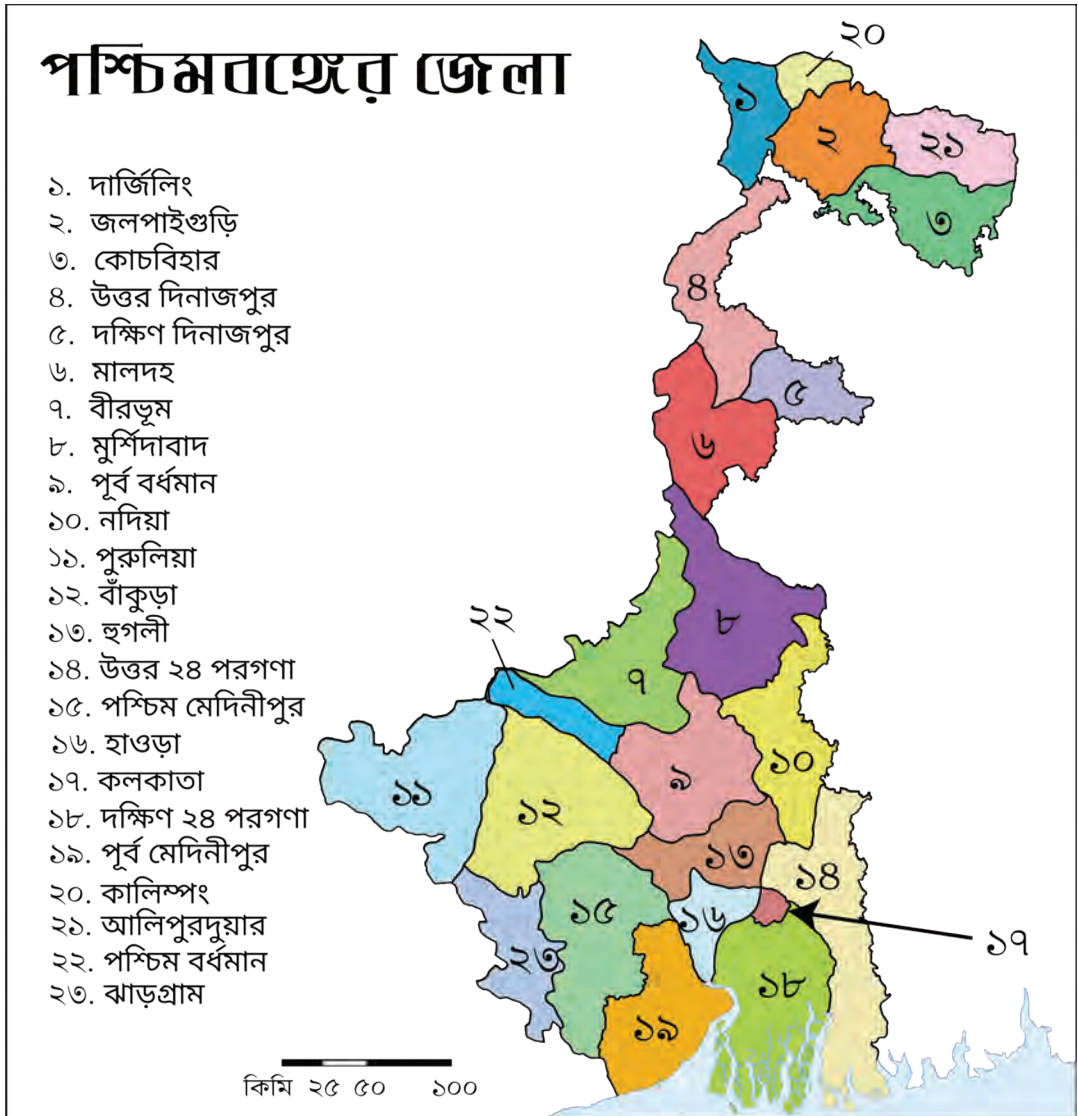 পশ্চিমবঙ্গের জেলা
১. দার্জিলিং
২. জলপাইগুড়ি
৩. কোচবিহার
৪. উত্তর দিনাজপুর
৫. দক্ষিণ দিনাজপুর
৬. মালদহ
৭. বীরভূম
৮. মুর্শিদাবাদ
৯. পূর্ব বর্ধমান
১০. নদিয়া
১১. পুরুলিয়া
১২. বাঁকুড়া
১৩. হুগলী
১৪. উত্তর ২৪ পরগণা
১৫. পশ্চিম মেদিনীপুর
১৬. হাওড়া
১৭. কলকাতা
১৮. দক্ষিণ ২৪ পরগণা
১৯. পূর্ব মেদিনীপুর
২০. কালিম্পং
২১. আলিপুরদুয়ার
২২. পশ্চিম বর্ধমান
২৩. ঝাড়গ্রাম
২০
১
২
২১
৩
৪
৫
৬
৮
২২
৭
১০
৯
১১
১২
১৩
১৪
১৫
১৬
১৭
২৩
১৮
১৯
কিমি ২৫ ৫০ ১০০